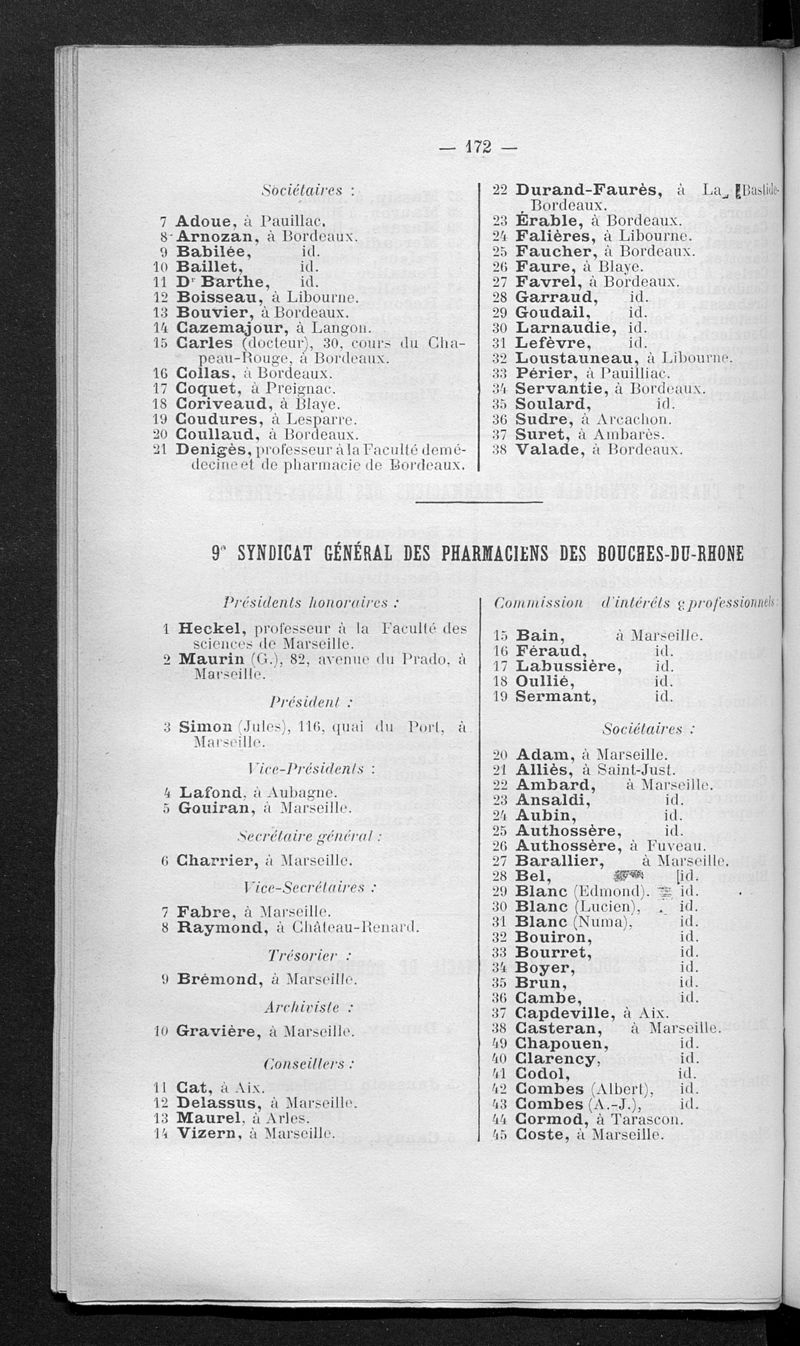 — 172 —
Sociétaires :
7 Adoue, à Pauillac.
8 Arnozan, à Bordeaux.
9 Babilée, id.
10 Baillet, id.
11 Dr Barthe, id.
12 Boisseau, à Libourne.
13 Bouvier, à Bordeaux.
14 Cazemajour, à Langon.
15 Carles (docteur), 30, cours du Cha-
peau-Rouge, à Bordeaux.
16 Collas, à Bordeaux.
17 Coquet, à Preignac.
18 Coriveaud, à Blaye.
19 Coudures, à Lesparre.
20 Coullaud, à Bordeaux.
21 Denigès, professeur à la Faculté de mé-
decine et de pharmacie de Bordeaux.
22 Durand-Faurès, à La Bastide-
Bordeaux.
23 Érable, à Bordeaux.
24 Falières, à Libourne.
25 Faucher, à Bordeaux.
26 Faure, à Blaye.
27 Favrel, à Bordeaux.
28 Garraud, id.
29 Goudail, id.
30 Larnaudie, id.
31 Lefèvre, id.
32 Loustauneau, à Libourne.
33 Périer, à Pauilliac.
34 Servantie, à Bordeaux.
35 Soulard, id.
36 Sudre, à Arcachon.
37 Suret, à Ambarès.
38 Valade, à Bordeaux.
9° SYNDICAT GÉNÉRAL DES PHARMACIENS DES BOUCHES-DU-RHONE
Présidents honoraires :
1 Heckel, professeur à la Faculté des
sciences de Marseille.
2 Maurin (G.), 82, avenue du Prado, à
Marseille.
Président :
3 Simon (Jules), 116, quai du Port, à
Marseille.
Vice-Présidents :
4 Lafond, à Aubagne.
5 Gouiran, à Marseille.
Secrétaire général :
6 Charrier, à Marseille.
Vice-Secrétaires :
7 Fabre, à Marseille.
8 Raymond, à Château-Renard.
Trésorier :
9 Brémond, à Marseille.
Archiviste :
10 Gravière, à Marseille.
Conseillers :
11 Cat, à Aix.
12 Delassus, à Marseille.
13 Maurel, à Arles.
14 Vizern, à Marseille.
Commission d'intérêts professionnels :
15 Bain, à Marseille.
16 Féraud, id.
17 Labussière, id.
18 Oullié, id.
19 Sermant, id.
Sociétaires :
20 Adam, à Marseille.
21 Alliès, à Saint-Just.
22 Ambard, à Marseille.
23 Ansaldi, id.
24 Aubin, id.
25 Authossère, id.
26 Authossère, à Fuveau.
27 Barallier, à Marseille.
28 Bel, id.
29 Blanc (Edmond). id.
30 Blanc (Lucien), id.
31 Blanc (Numa), id.
32 Bouiron, id.
33 Bourret, id.
34 Boyer, id.
35 Brun, id.
36 Cambe, id.
37 Capdeville, à Aix.
38 Casteran, à Marseille.
49 Chapouen, id.
40 Clarency, id.
41 Codol, id.
42 Combes (Albert), id.
43 Combes (A.-J.), id.
44 Cormod, à Tarascon.
45 Coste, à Marseille.